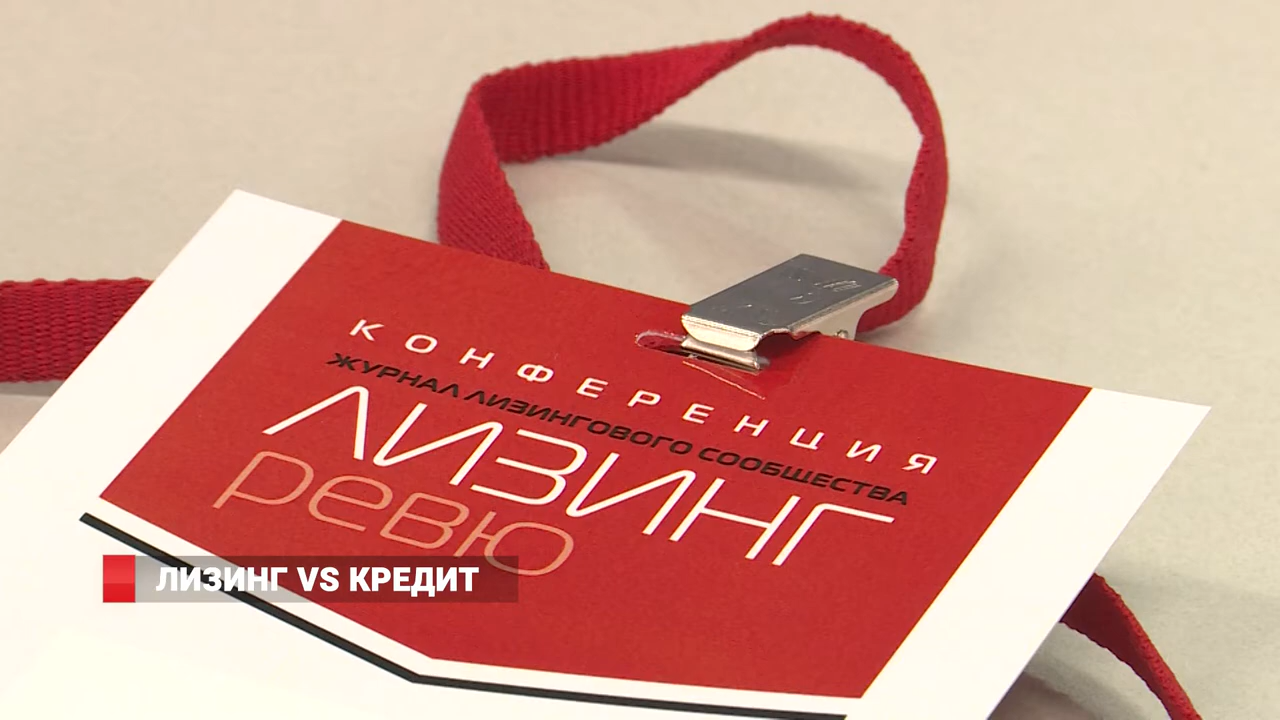 КОНФЕРЕНЦИЯ
ЖУРНАЛ ЛИЗИНГОВОГО СООБЩЕСТВА
ЛИЗИНГ
ревю
ЛИЗИНГ VS КРЕДИТ